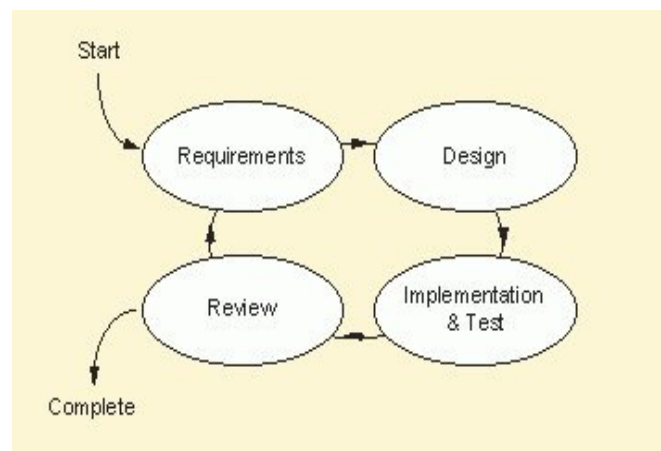 Start
Requirements
Design
Review
Implementation
& Test
Complete